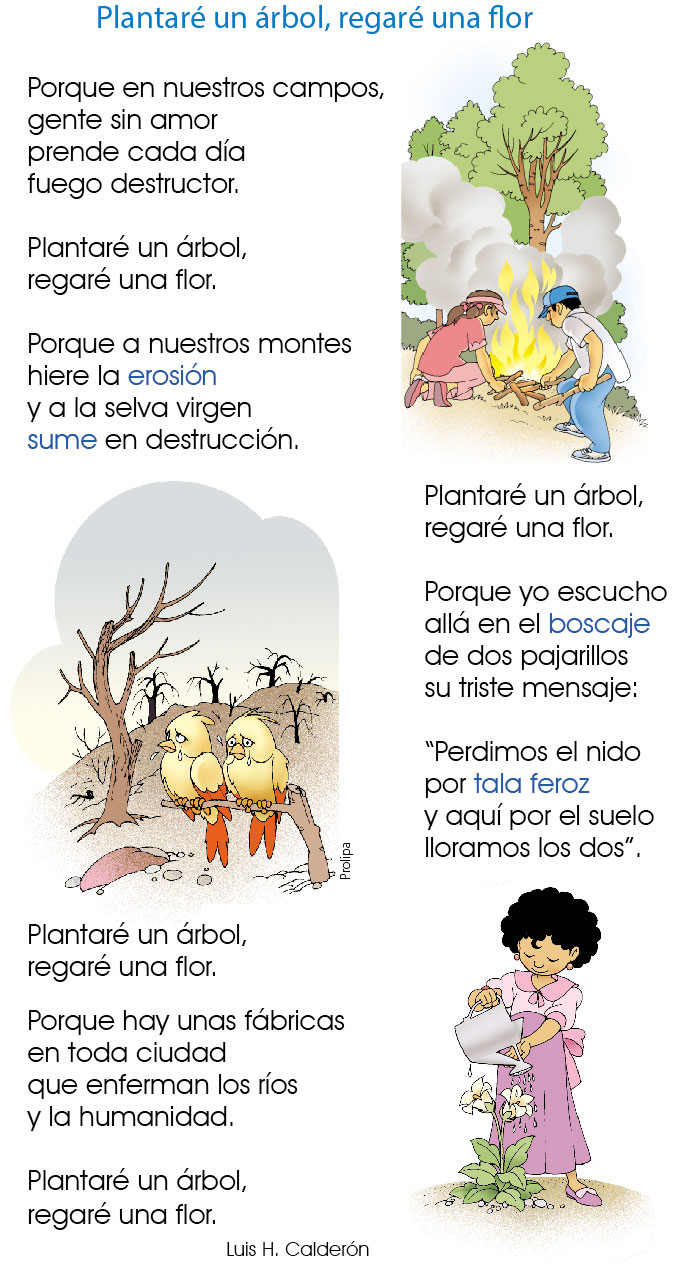 Plantaré un árbol, regaré una flor
Porque en nuestros campos,
gente sin amor
prende cada día
fuego destructor.
Plantaré un árbol,
regaré una flor.
Porque a nuestros montes
hiere la erosión
y a la selva virgen
sume en destrucción.
Plantaré un árbol,
regaré una flor.
Porque yo escucho
allá en el boscaje
de dos pajarillos
su triste mensaje:
“Perdimos el nido
por tala feroz
y aquí por el suelo
lloramos los dos”.
Prolipa
Plantaré un árbol,
regaré una flor.
Porque hay unas fábricas
en toda ciudad
que enferman los ríos
y la humanidad.
Plantaré un árbol,
regaré una flor.
Luis H. Calderón